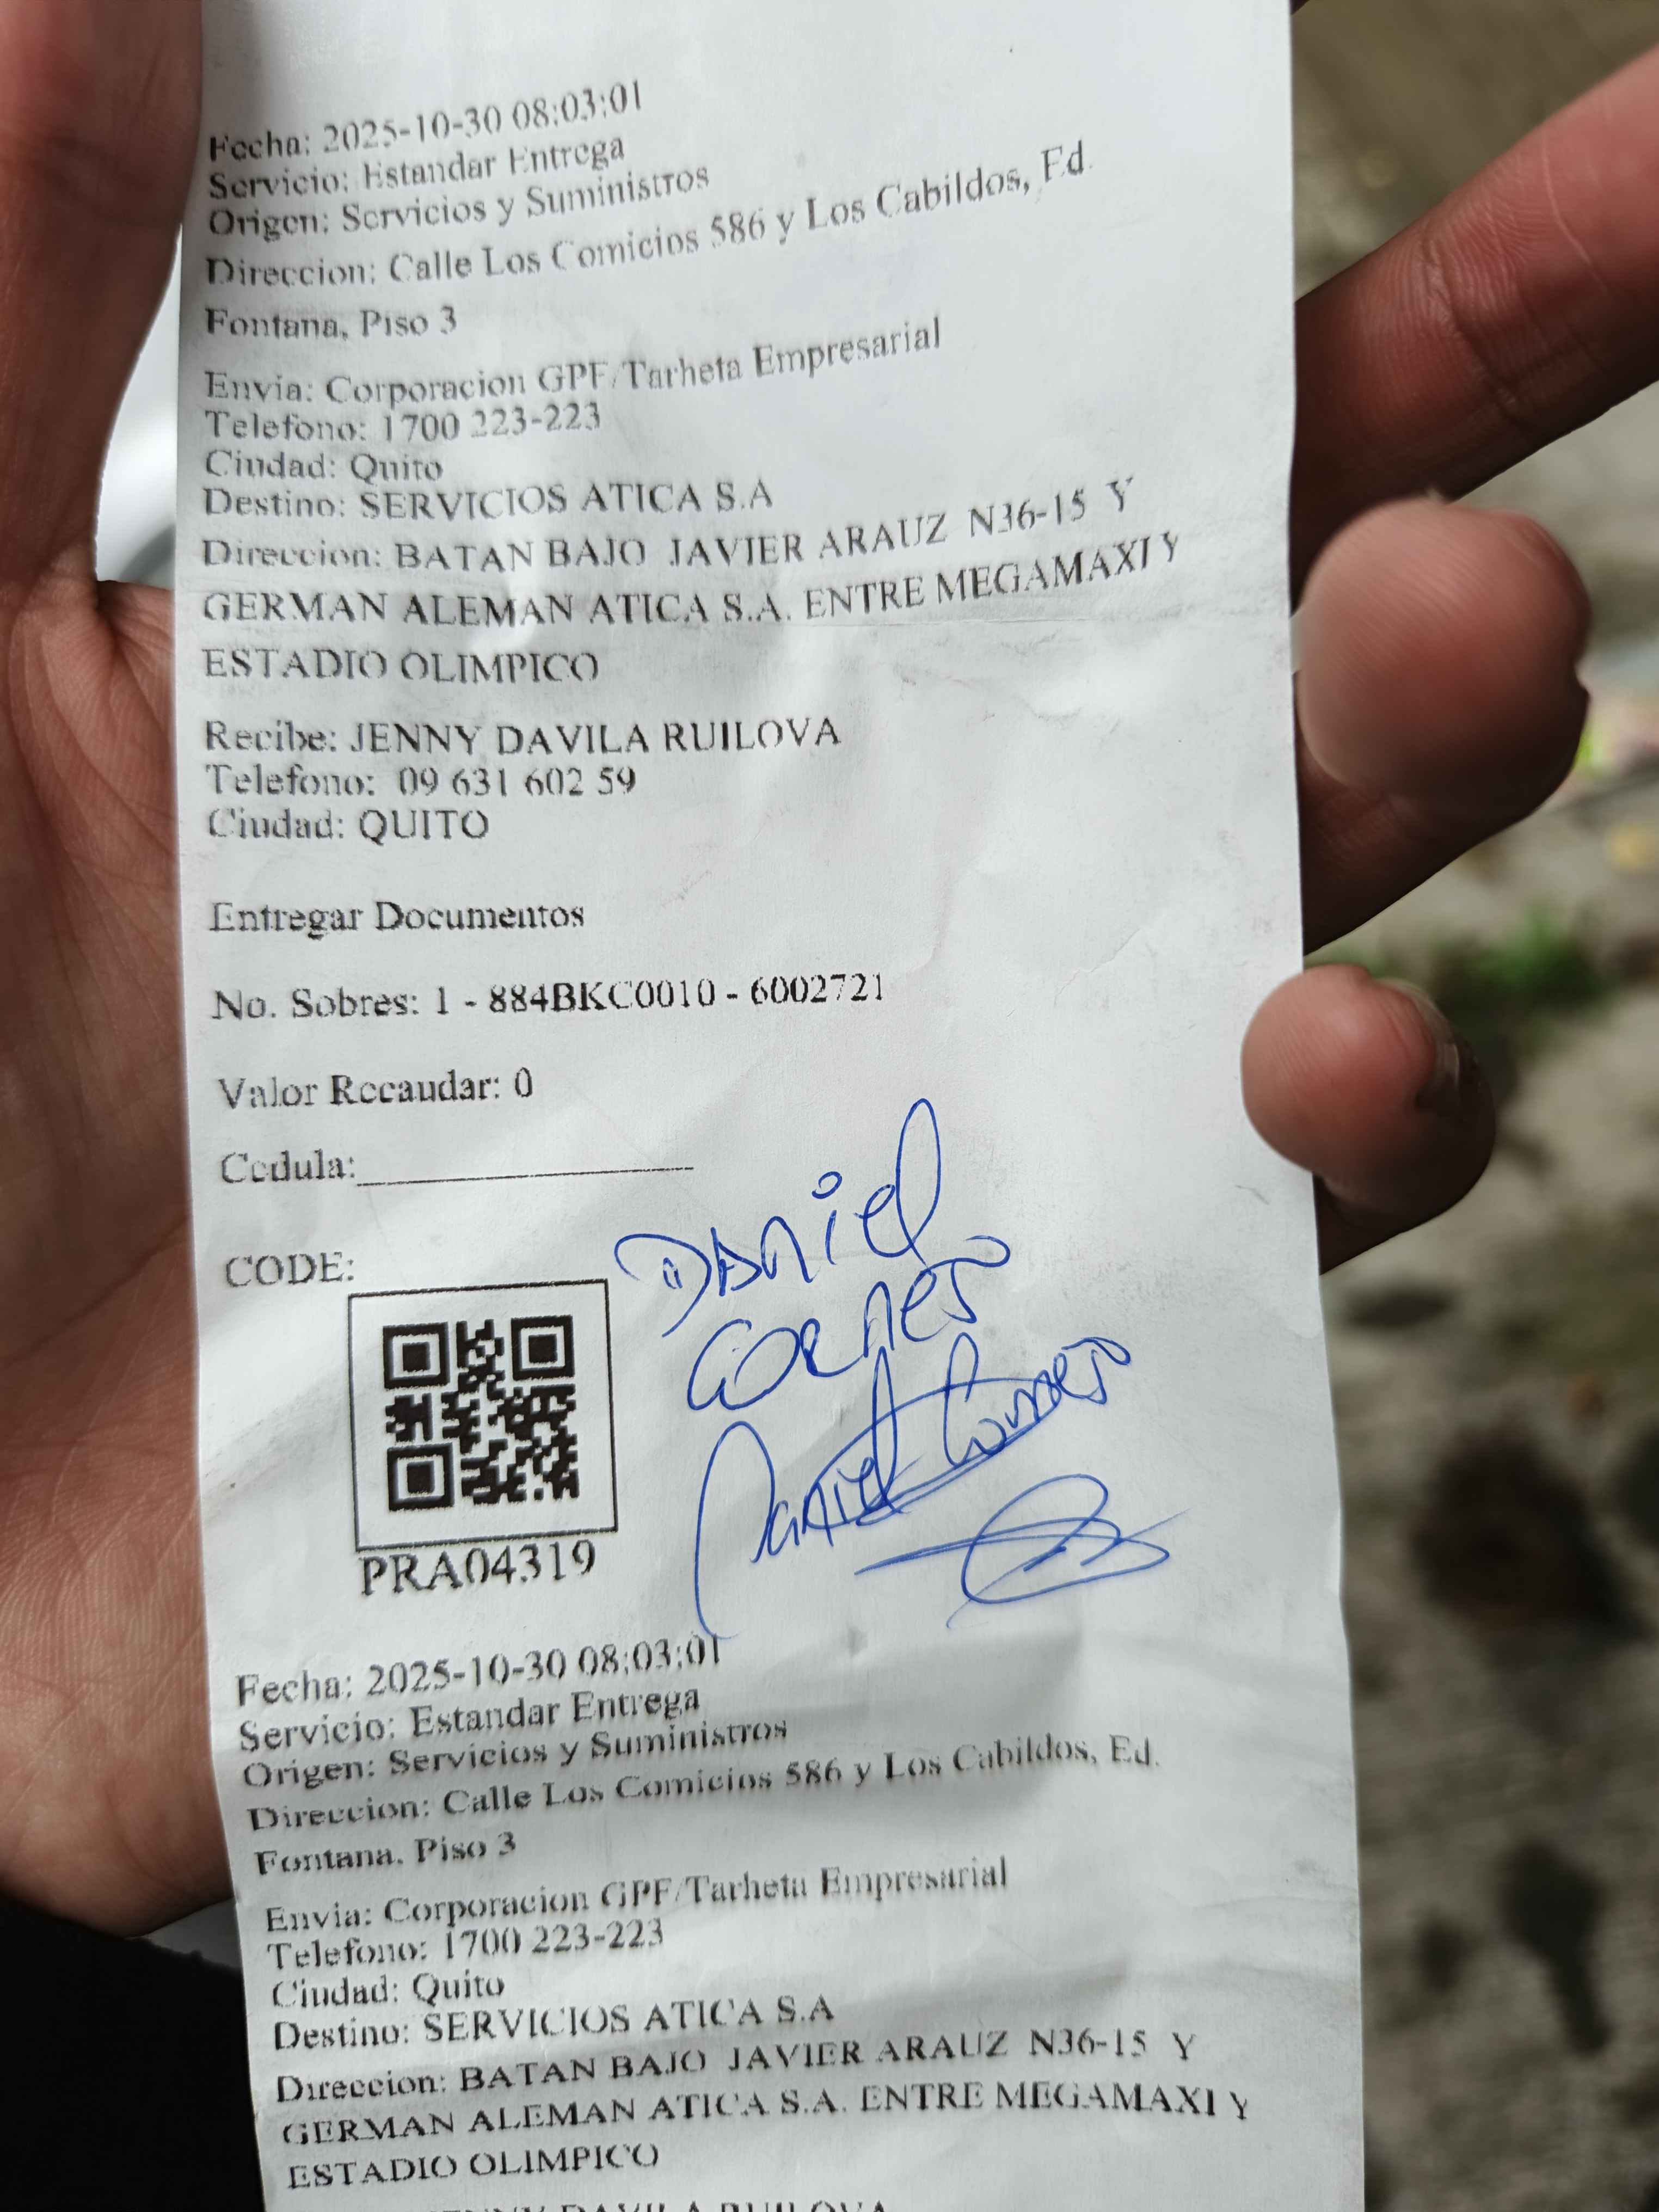 Fecha: 2025-10-30 08:03:01
Servicio: Estandar Entrega
Origen: Servicios y Suministros
Direccion: Calle Los Comicios 586 y Los Cabildos, Ed.
Fontana, Piso 3
Envia: Corporacion GPF/Tarheta Empresarial
Telefono: 1700 223-223
Ciudad: Quito
Destino: SERVICIOS ATICA S.A
Direccion: BATAN BAJO JAVIER ARAUZ N36-15 Y
GERMAN ALEMAN ATICA S.A. ENTRE MEGAMAXI Y
ESTADIO OLIMPICO
Recibe: JENNY DAVILA RUILOVA
Telefono: 09 631 602 59
Ciudad: QUITO
Entregar Documentos
No. Sobres: 1 - 884BKC0010 - 6002721
Valor Recaudar: 0
Cedula:
CODE:
Daniel
PRA04319
Fecha: 2025-10-30 08:03:01
Servicio: Estandar Entrega
Origen: Servicios y Suministros
Direccion: Calle Los Comicios 586 y Los Cabildos, Ed.
Fontana, Piso 3
Envia: Corporacion GPF/Tarheta Empresarial
Telefono: 1700 223-223
Ciudad: Quito
Destino: SERVICIOS ATICA S.A
Direccion: BATAN BAJO JAVIER ARAUZ N36-15 Y
GERMAN ALEMAN ATICA S.A. ENTRE MEGAMAXI Y
ESTADIO OLIMPICO
JENNY DAVILA RUILOVA